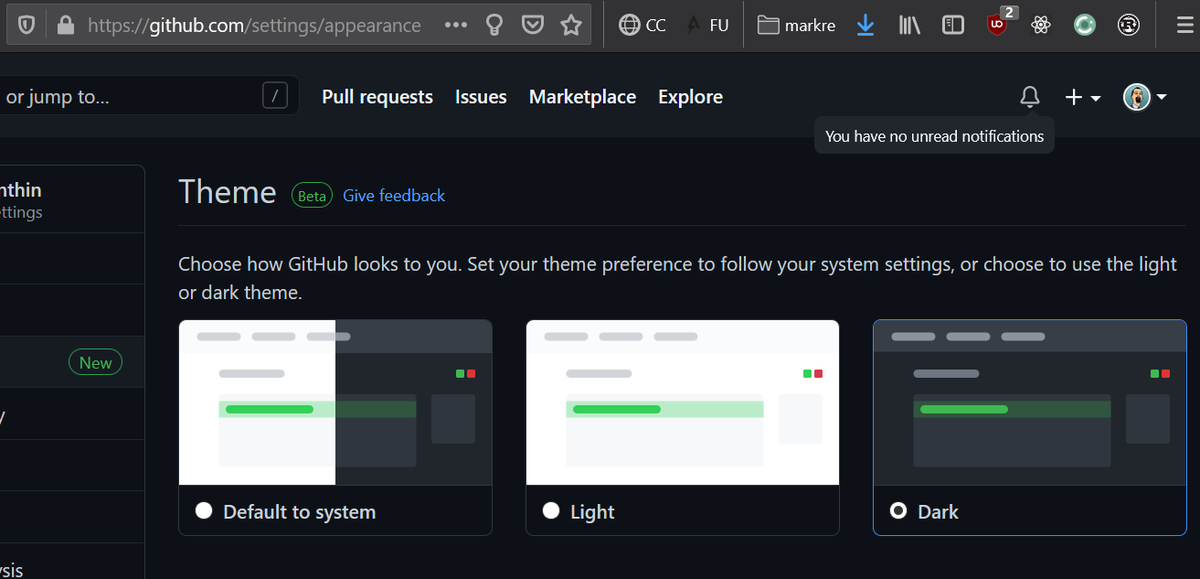 https://github.com/settings/appearance ••• CC FU markre 2
or jump to... / Pull requests Issues Marketplace Explore
You have no unread notifications
nthin
ettings
Theme Beta Give feedback
Choose how GitHub looks to you. Set your theme preference to follow your system settings, or choose to use the light
or dark theme.
New
y
Default to system Light Dark
sis